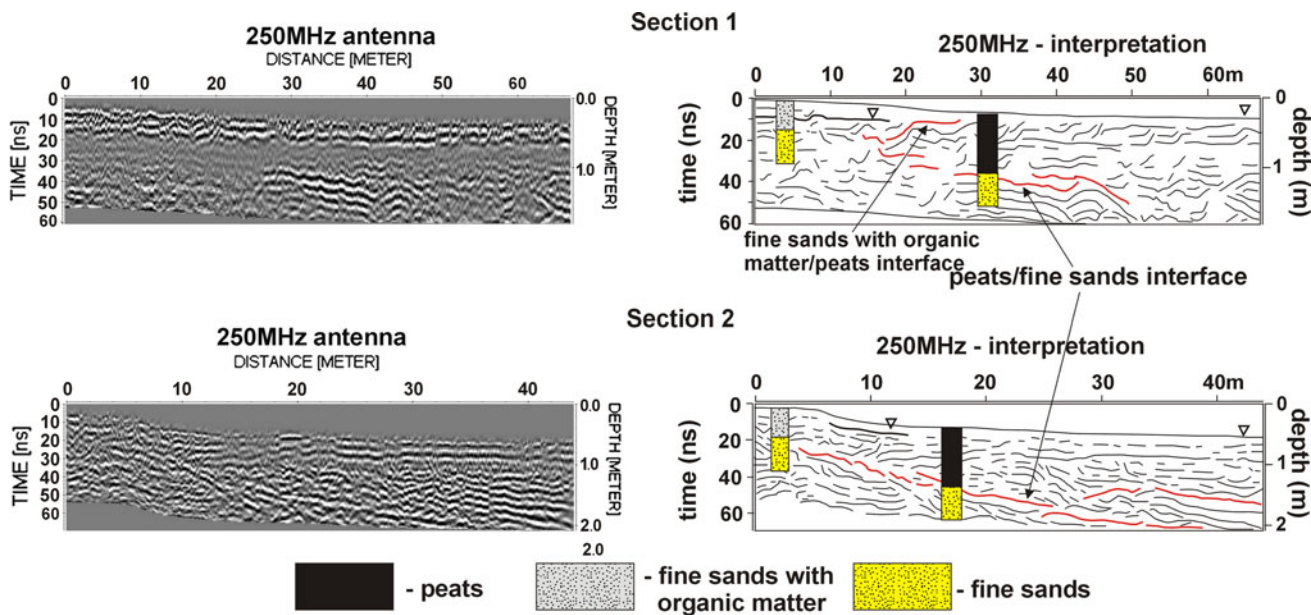 Section 1
250MHz antenna
DISTANCE [METER]
0 10 20 30 40 50 60
TIME [ns]
0
10
20
30
40
50
60
0.0
1.0
DEPTH [METER]
250MHz - interpretation
0 10 20 30 40 50 60m
time (ns)
0
20
40
60
0
1
depth (m)
fine sands with organic
matter/peats interface
peats/fine sands interface
Section 2
250MHz antenna
DISTANCE [METER]
0 10 20 30 40
TIME [ns]
0
10
20
30
40
50
60
0.0
1.0
2.0
DEPTH [METER]
2.0
250MHz - interpretation
0 10 20 30 40m
time (ns)
0
20
40
60
0
1
2
depth (m)
- peats
- fine sands with
organic matter
- fine sands